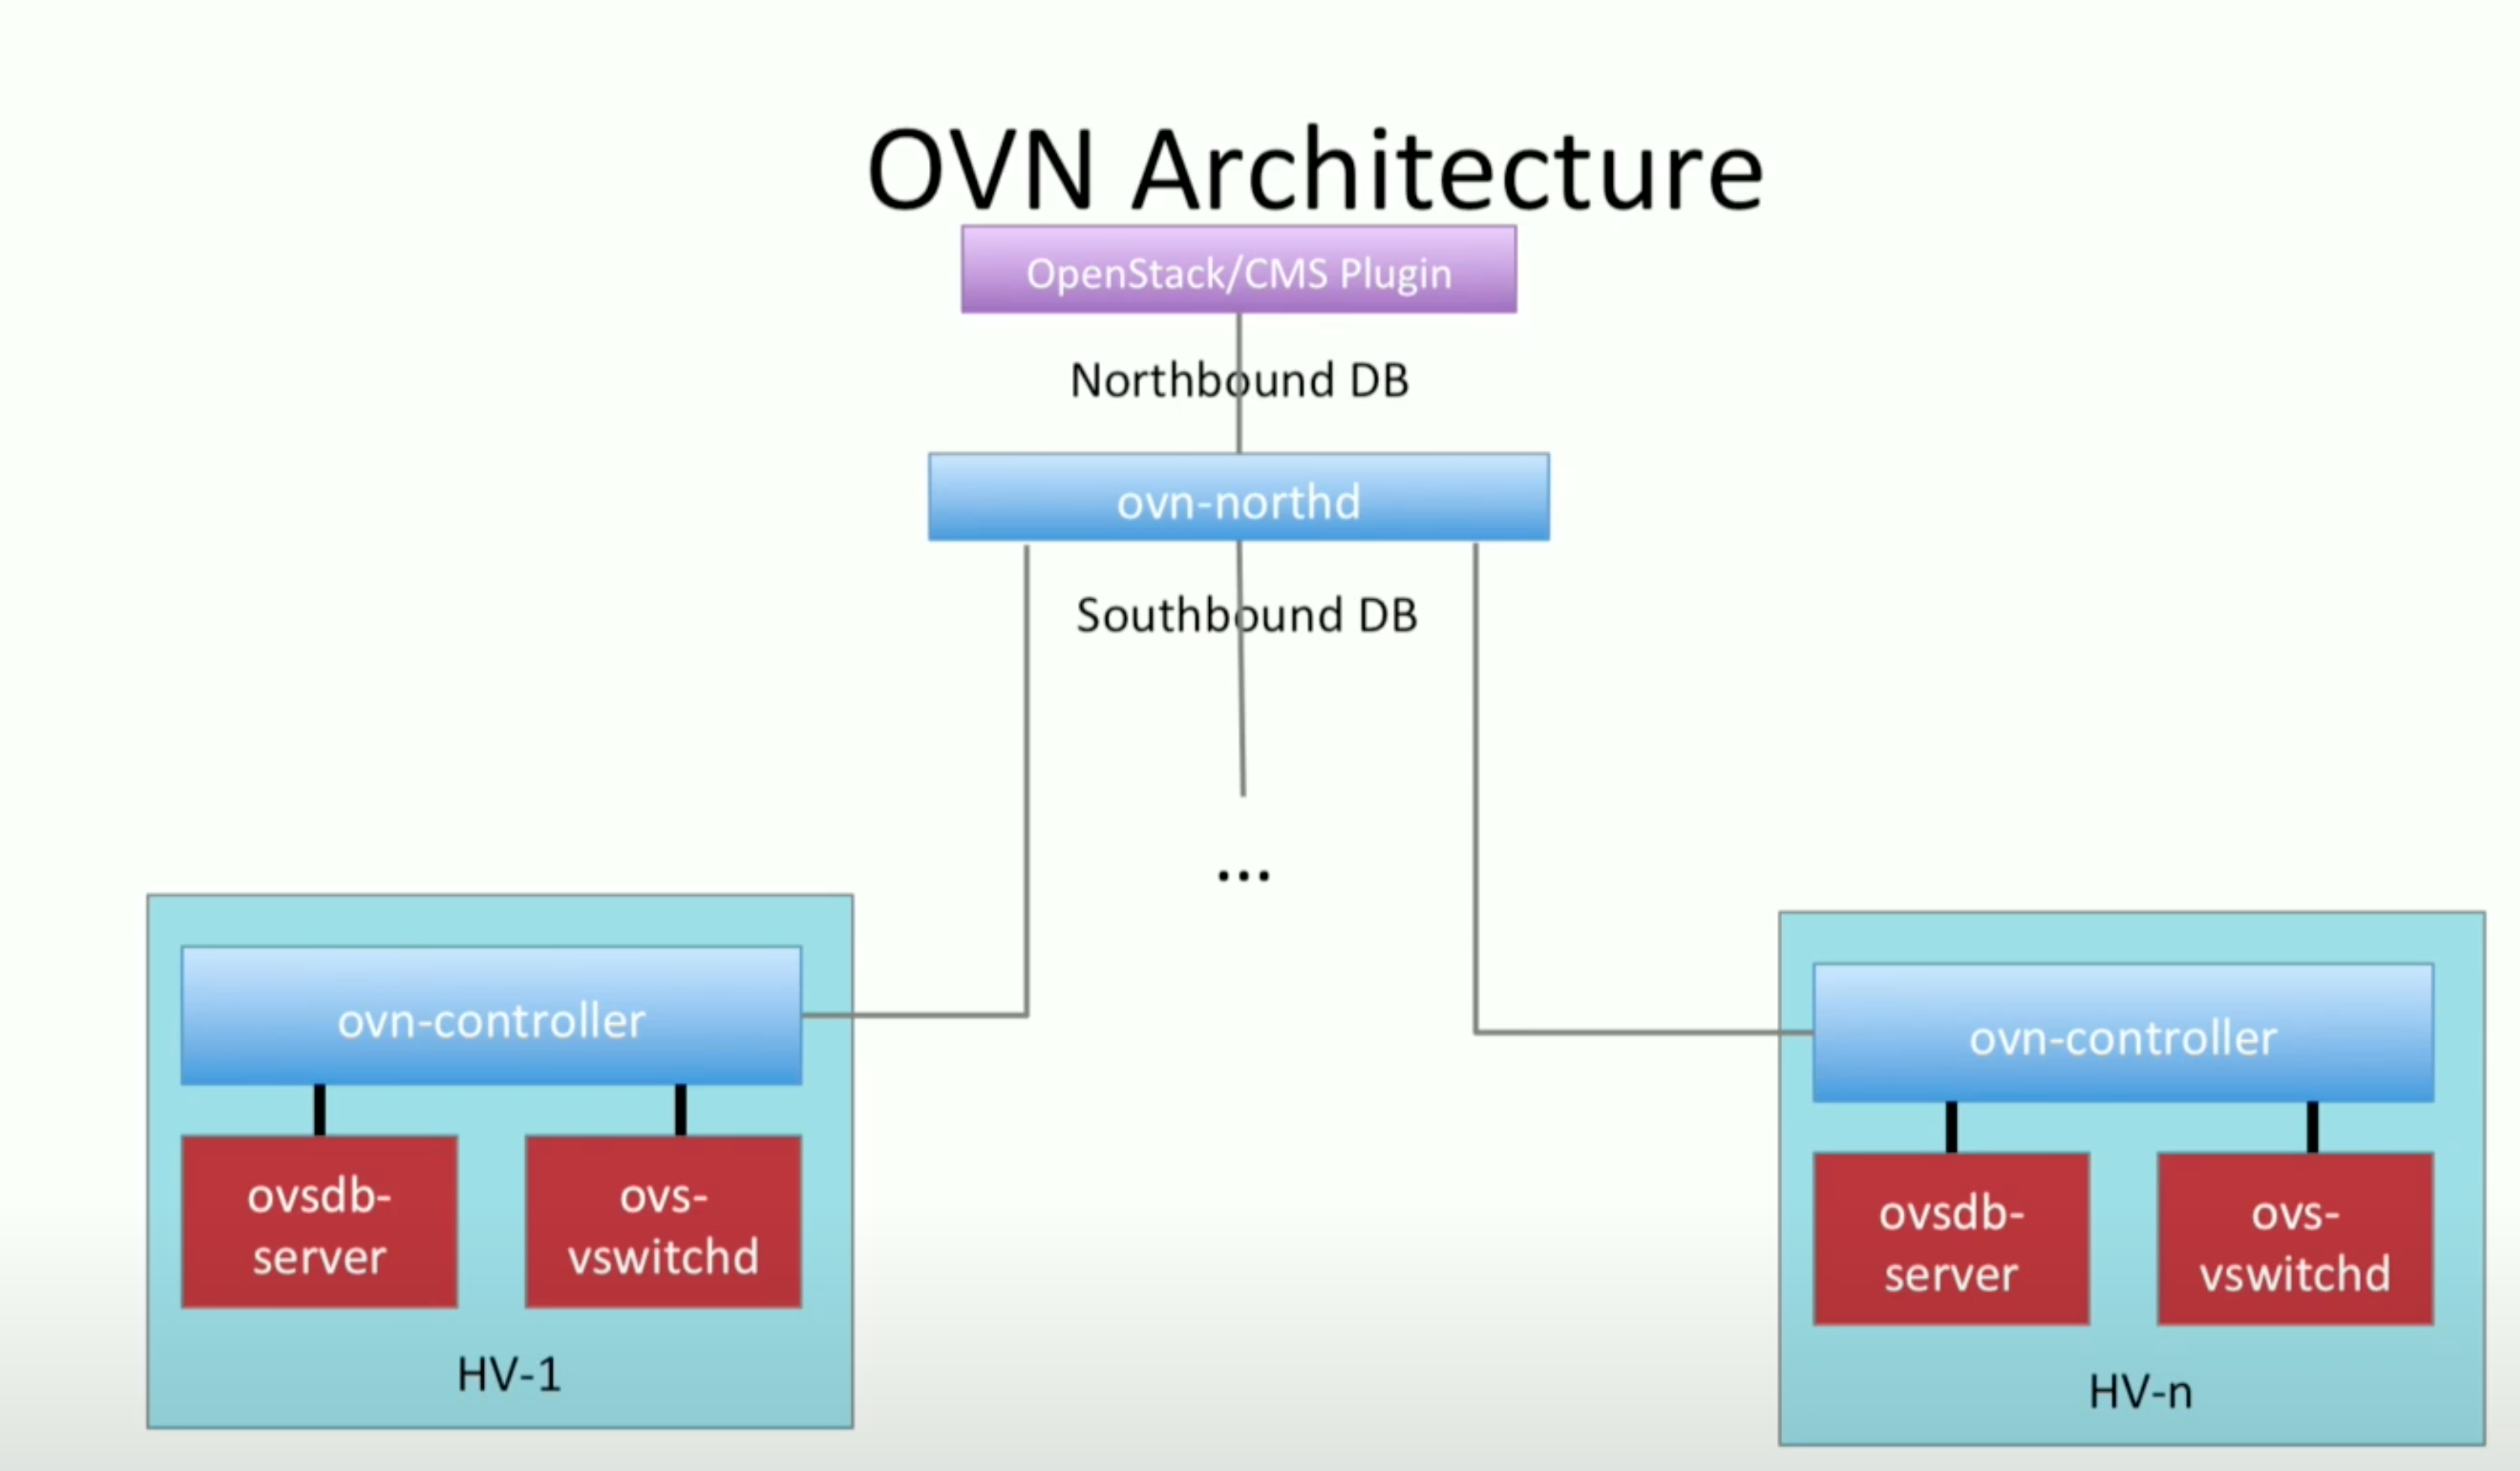 OVN Architecture
OpenStack/CMS Plugin
Northbound DB
ovn-northd
Southbound DB
...
ovn-controller
ovsdb-
server
ovs-
vswitchd
HV-1
ovn-controller
ovsdb-
server
ovs-
vswitchd
HV-n